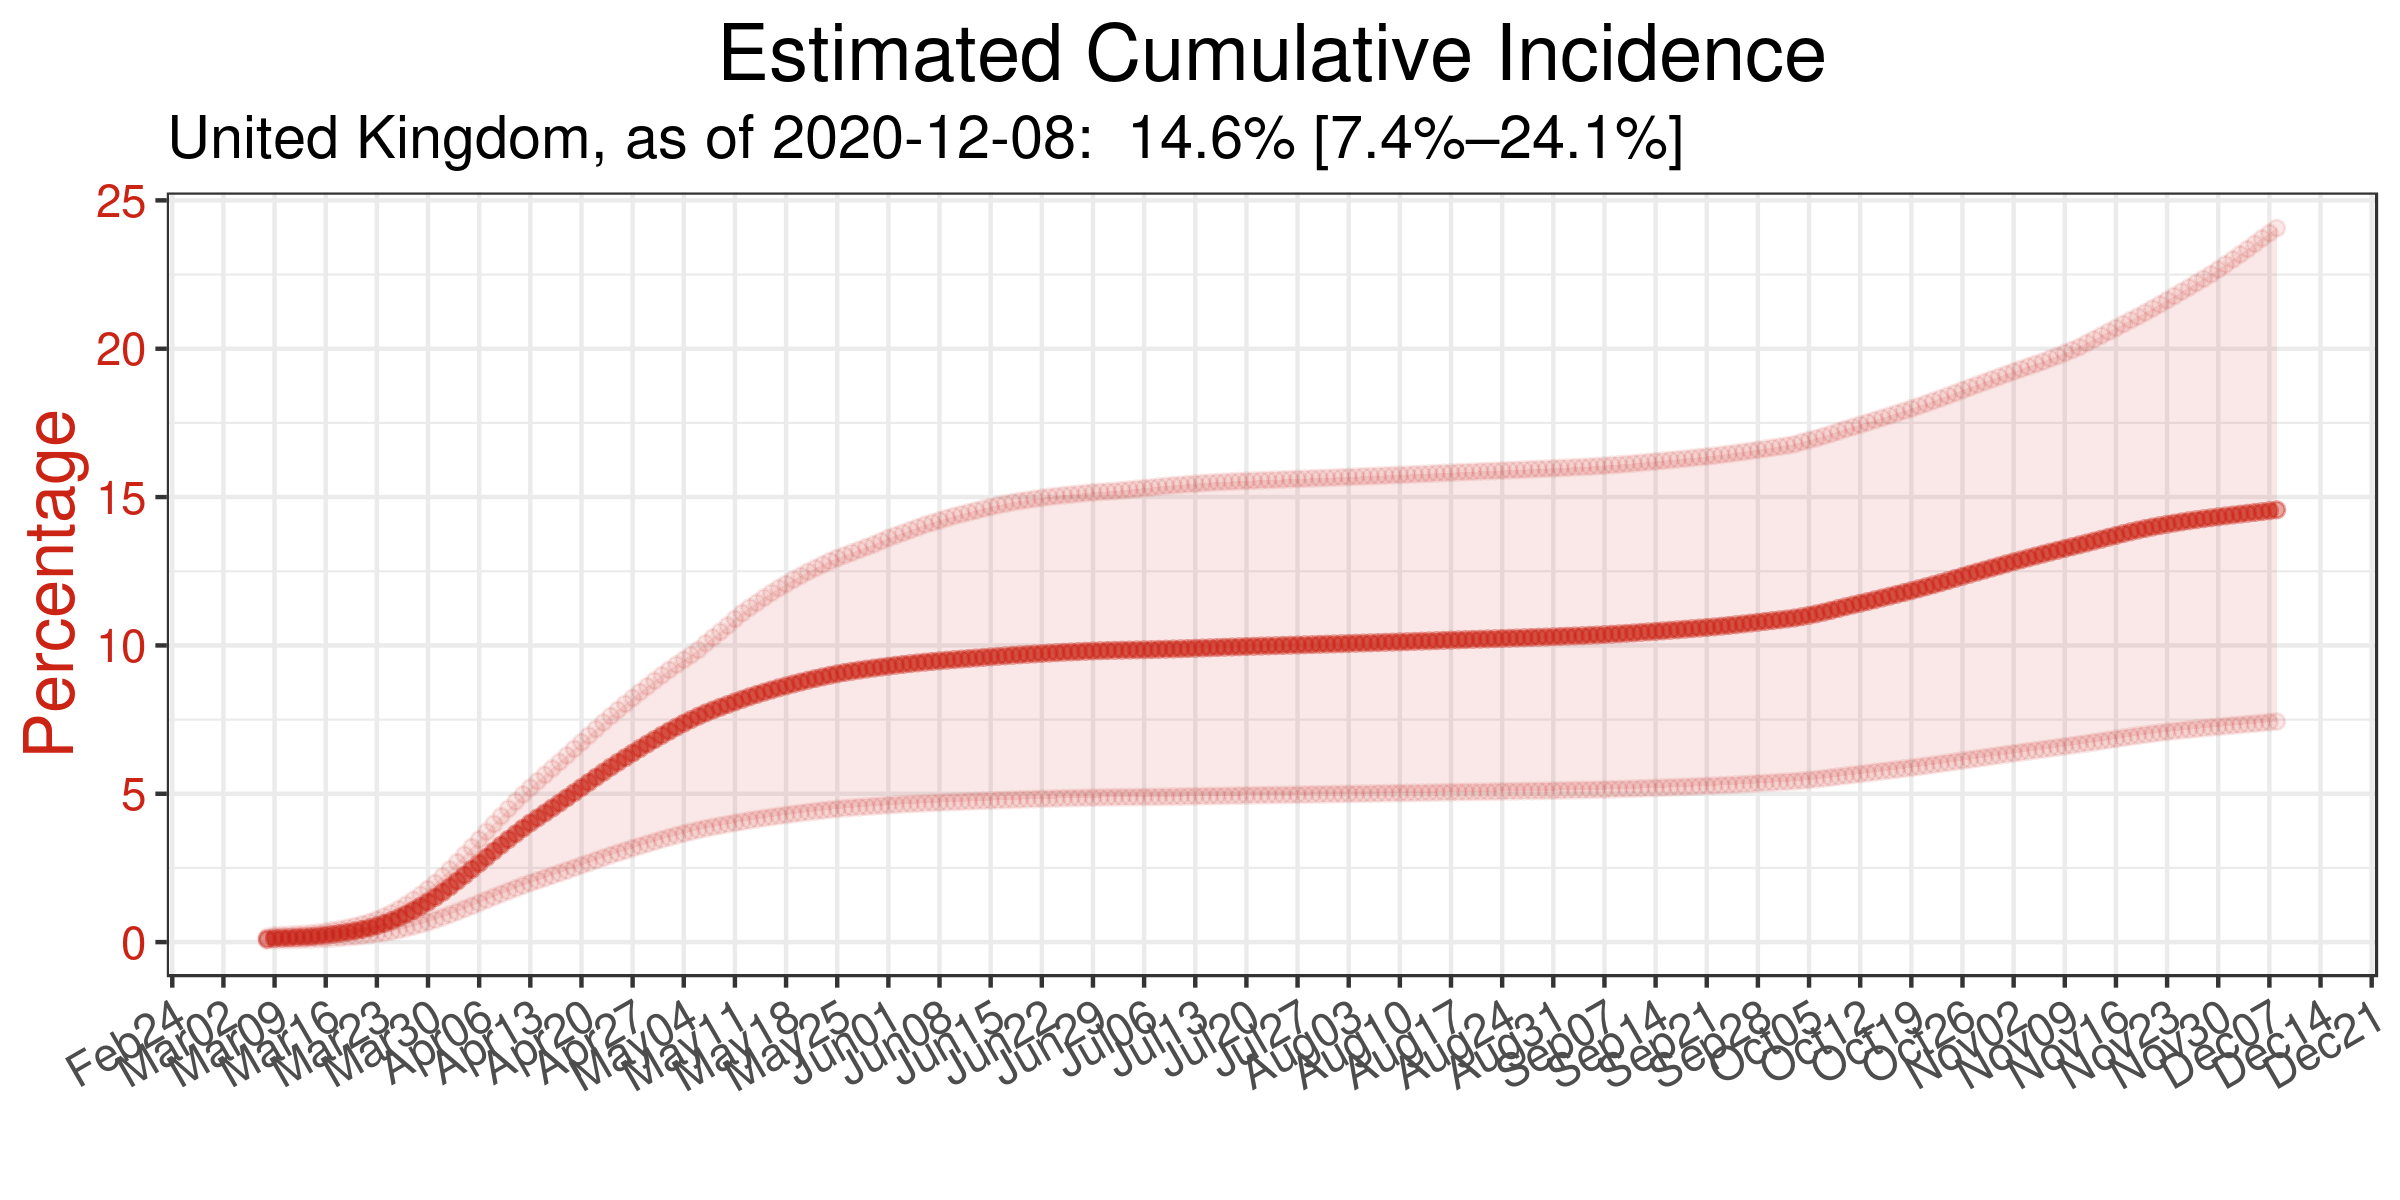 Estimated Cumulative Incidence
United Kingdom, as of 2020-12-08: 14.6% [7.4%–24.1%]
Percentage
25
20
15
10
5
0
Feb24
Mar02
Mar09
Mar16
Mar23
Mar30
Apr06
Apr13
Apr20
Apr27
May04
May11
May18
May25
Jun01
Jun08
Jun15
Jun22
Jun29
Jul06
Jul13
Jul20
Jul27
Aug03
Aug10
Aug17
Aug24
Aug31
Sep07
Sep14
Sep21
Sep28
Oct05
Oct12
Oct19
Oct26
Nov02
Nov09
Nov16
Nov23
Nov30
Dec07
Dec14
Dec21